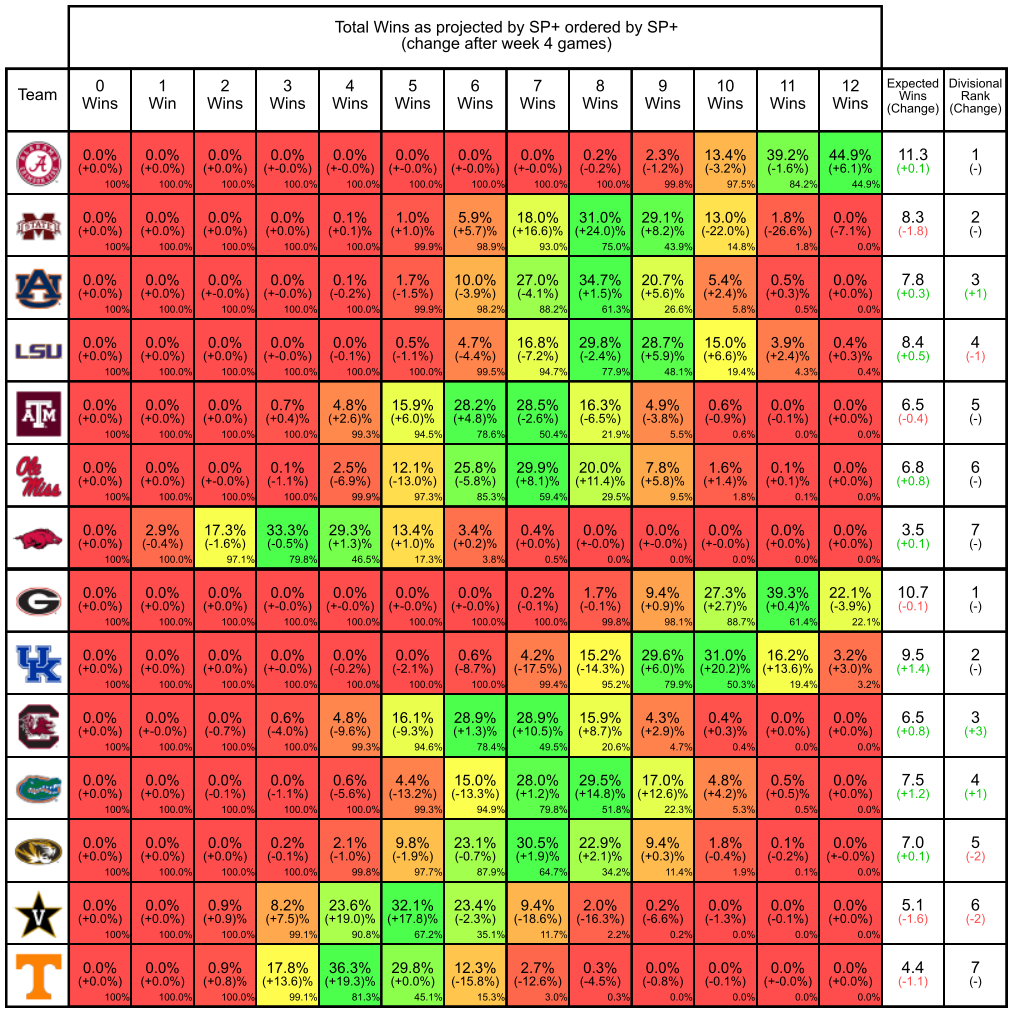 Total Wins as projected by SP+ ordered by SP+
(change after week 4 games)
Team
0 Wins
1 Win
2 Wins
3 Wins
4 Wins
5 Wins
6 Wins
7 Wins
8 Wins
9 Wins
10 Wins
11 Wins
12 Wins
Expected Wins (Change)
Divisional Rank (Change)
ALABAMA A CRIMSON TIDE
0.0% 0.0% 0.0% 0.0% 0.0% 0.0% 0.0% 0.0% 0.2% 2.3% 13.4% 39.2% 44.9% 11.3 1
(+0.0%) (+0.0%) (+0.0%) (+0.0%) (+-0.0%) (+-0.0%) (+-0.0%) (+-0.0%) (-0.2%) (-1.2%) (-3.2%) (-1.6%) (+6.1)% (+0.1) (-)
100% 100.0% 100.0% 100.0% 100.0% 100.0% 100.0% 100.0% 100.0% 99.8% 97.5% 84.2% 44.9%
M STATE
0.0% 0.0% 0.0% 0.0% 0.1% 1.0% 5.9% 18.0% 31.0% 29.1% 13.0% 1.8% 0.0% 8.3 2
(+0.0%) (+0.0%) (+0.0%) (+0.0%) (+0.1)% (+1.0)% (+5.7)% (+16.6)% (+24.0)% (+8.2)% (-22.0%) (-26.6%) (-7.1%) (-1.8) (-)
100% 100.0% 100.0% 100.0% 100.0% 99.9% 98.9% 93.0% 75.0% 43.9% 14.8% 1.8% 0.0%
AU
0.0% 0.0% 0.0% 0.0% 0.1% 1.7% 10.0% 27.0% 34.7% 20.7% 5.4% 0.5% 0.0% 7.8 3
(+0.0%) (+0.0%) (+-0.0%) (+-0.0%) (-0.2%) (-1.5%) (-3.9%) (-4.1%) (+1.5)% (+5.6)% (+2.4)% (+0.3)% (+0.0%) (+0.3) (+1)
100% 100.0% 100.0% 100.0% 100.0% 99.9% 98.2% 88.2% 61.3% 26.6% 5.8% 0.5% 0.0%
LSU
0.0% 0.0% 0.0% 0.0% 0.0% 0.5% 4.7% 16.8% 29.8% 28.7% 15.0% 3.9% 0.4% 8.4 4
(+0.0%) (+0.0%) (+0.0%) (+-0.0%) (-0.1%) (-1.1%) (-4.4%) (-7.2%) (-2.4%) (+5.9)% (+6.6)% (+2.4)% (+0.3)% (+0.5) (-1)
100% 100.0% 100.0% 100.0% 100.0% 100.0% 99.5% 94.7% 77.9% 48.1% 19.4% 4.3% 0.4%
ATM
0.0% 0.0% 0.0% 0.7% 4.8% 15.9% 28.2% 28.5% 16.3% 4.9% 0.6% 0.0% 0.0% 6.5 5
(+0.0%) (+0.0%) (+0.0%) (+0.4)% (+2.6)% (+6.0)% (+4.8)% (-2.6%) (-6.5%) (-3.8%) (-0.9%) (-0.1%) (+0.0%) (-0.4) (-)
100% 100.0% 100.0% 100.0% 99.3% 94.5% 78.6% 50.4% 21.9% 5.5% 0.6% 0.0% 0.0%
Ole Miss
0.0% 0.0% 0.0% 0.1% 2.5% 12.1% 25.8% 29.9% 20.0% 7.8% 1.6% 0.1% 0.0% 6.8 6
(+0.0%) (+0.0%) (+-0.0%) (-1.1%) (-6.9%) (-13.0%) (-5.8%) (+8.1)% (+11.4)% (+5.8)% (+1.4)% (+0.1)% (+0.0%) (+0.8) (-)
100% 100.0% 100.0% 100.0% 99.9% 97.3% 85.3% 59.4% 29.5% 9.5% 1.8% 0.1% 0.0%
0.0% 2.9% 17.3% 33.3% 29.3% 13.4% 3.4% 0.4% 0.0% 0.0% 0.0% 0.0% 0.0% 3.5 7
(+0.0%) (-0.4%) (-1.6%) (-0.5%) (+1.3)% (+1.0)% (+0.2)% (+0.0)% (+-0.0%) (+-0.0%) (+-0.0%) (+0.0%) (+0.0%) (+0.1) (-)
100% 100.0% 97.1% 79.8% 46.5% 17.3% 3.8% 0.5% 0.0% 0.0% 0.0% 0.0% 0.0%
G
0.0% 0.0% 0.0% 0.0% 0.0% 0.0% 0.0% 0.2% 1.7% 9.4% 27.3% 39.3% 22.1% 10.7 1
(+0.0%) (+0.0%) (+0.0%) (+-0.0%) (+-0.0%) (+-0.0%) (+-0.0%) (-0.1%) (-0.1%) (+0.9)% (+2.7)% (+0.4)% (-3.9%) (-0.1) (-)
100% 100.0% 100.0% 100.0% 100.0% 100.0% 100.0% 100.0% 99.8% 98.1% 88.7% 61.4% 22.1%
UK
0.0% 0.0% 0.0% 0.0% 0.0% 0.0% 0.6% 4.2% 15.2% 29.6% 31.0% 16.2% 3.2% 9.5 2
(+0.0%) (+0.0%) (+0.0%) (+-0.0%) (-0.2%) (-2.1%) (-8.7%) (-17.5%) (-14.3%) (+6.0)% (+20.2)% (+13.6)% (+3.0)% (+1.4) (-)
100% 100.0% 100.0% 100.0% 100.0% 100.0% 100.0% 99.4% 95.2% 79.9% 50.3% 19.4% 3.2%
C
0.0% 0.0% 0.0% 0.6% 4.8% 16.1% 28.9% 28.9% 15.9% 4.3% 0.4% 0.0% 0.0% 6.5 3
(+0.0%) (+-0.0%) (-0.7%) (-4.0%) (-9.6%) (-9.3%) (+1.3)% (+10.5)% (+8.7)% (+2.9)% (+0.3)% (+0.0)% (+0.0%) (+0.8) (+3)
100% 100.0% 100.0% 100.0% 99.3% 94.6% 78.4% 49.5% 20.6% 4.7% 0.4% 0.0% 0.0%
0.0% 0.0% 0.0% 0.0% 0.6% 4.4% 15.0% 28.0% 29.5% 17.0% 4.8% 0.5% 0.0% 7.5 4
(+0.0%) (+0.0%) (-0.1%) (-1.1%) (-5.6%) (-13.2%) (-13.3%) (+1.2)% (+14.8)% (+12.6)% (+4.2)% (+0.5)% (+0.0%) (+1.2) (+1)
100% 100.0% 100.0% 100.0% 100.0% 99.3% 94.9% 79.8% 51.8% 22.3% 5.3% 0.5% 0.0%
0.0% 0.0% 0.0% 0.2% 2.1% 9.8% 23.1% 30.5% 22.9% 9.4% 1.8% 0.1% 0.0% 7.0 5
(+0.0%) (+0.0%) (+0.0%) (-0.1%) (-1.0%) (-1.9%) (-0.7%) (+1.9)% (+2.1)% (+0.3)% (-0.4%) (-0.2%) (+-0.0%) (+0.1) (-2)
100% 100.0% 100.0% 100.0% 99.8% 97.7% 87.9% 64.7% 34.2% 11.4% 1.9% 0.1% 0.0%
V
0.0% 0.0% 0.9% 8.2% 23.6% 32.1% 23.4% 9.4% 2.0% 0.2% 0.0% 0.0% 0.0% 5.1 6
(+0.0%) (+0.0%) (+0.9)% (+7.5)% (+19.0)% (+17.8)% (-2.3%) (-18.6%) (-16.3%) (-6.6%) (-1.3%) (-0.1%) (+0.0%) (-1.6) (-2)
100% 100.0% 100.0% 99.1% 90.8% 67.2% 35.1% 11.7% 2.2% 0.2% 0.0% 0.0% 0.0%
T
0.0% 0.0% 0.9% 17.8% 36.3% 29.8% 12.3% 2.7% 0.3% 0.0% 0.0% 0.0% 0.0% 4.4 7
(+0.0%) (+0.0%) (+0.8)% (+13.6)% (+19.3)% (+0.0)% (-15.8%) (-12.6%) (-4.5%) (-0.8%) (-0.1%) (+-0.0%) (+0.0%) (-1.1) (-)
100% 100.0% 100.0% 99.1% 81.3% 45.1% 15.3% 3.0% 0.3% 0.0% 0.0% 0.0% 0.0%